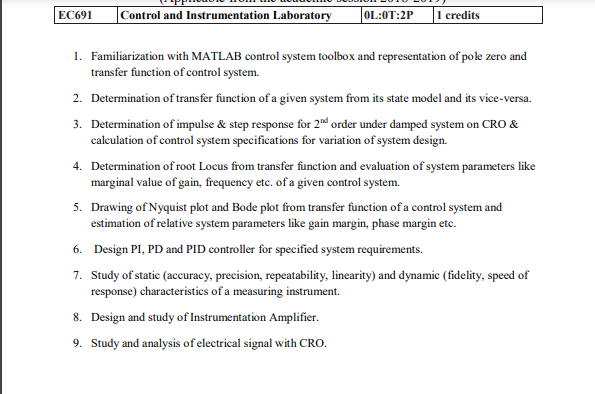 (Applicable from the academic session 2018-2019)
EC691 Control and Instrumentation Laboratory 0L:0T:2P 1 credits
1. Familiarization with MATLAB control system toolbox and representation of pole zero and
transfer function of control system.
2. Determination of transfer function of a given system from its state model and its vice-versa.
3. Determination of impulse & step response for 2nd order under damped system on CRO &
calculation of control system specifications for variation of system design.
4. Determination of root Locus from transfer function and evaluation of system parameters like
marginal value of gain, frequency etc. of a given control system.
5. Drawing of Nyquist plot and Bode plot from transfer function of a control system and
estimation of relative system parameters like gain margin, phase margin etc.
6. Design PI, PD and PID controller for specified system requirements.
7. Study of static (accuracy, precision, repeatability, linearity) and dynamic (fidelity, speed of
response) characteristics of a measuring instrument.
8. Design and study of Instrumentation Amplifier.
9. Study and analysis of electrical signal with CRO.